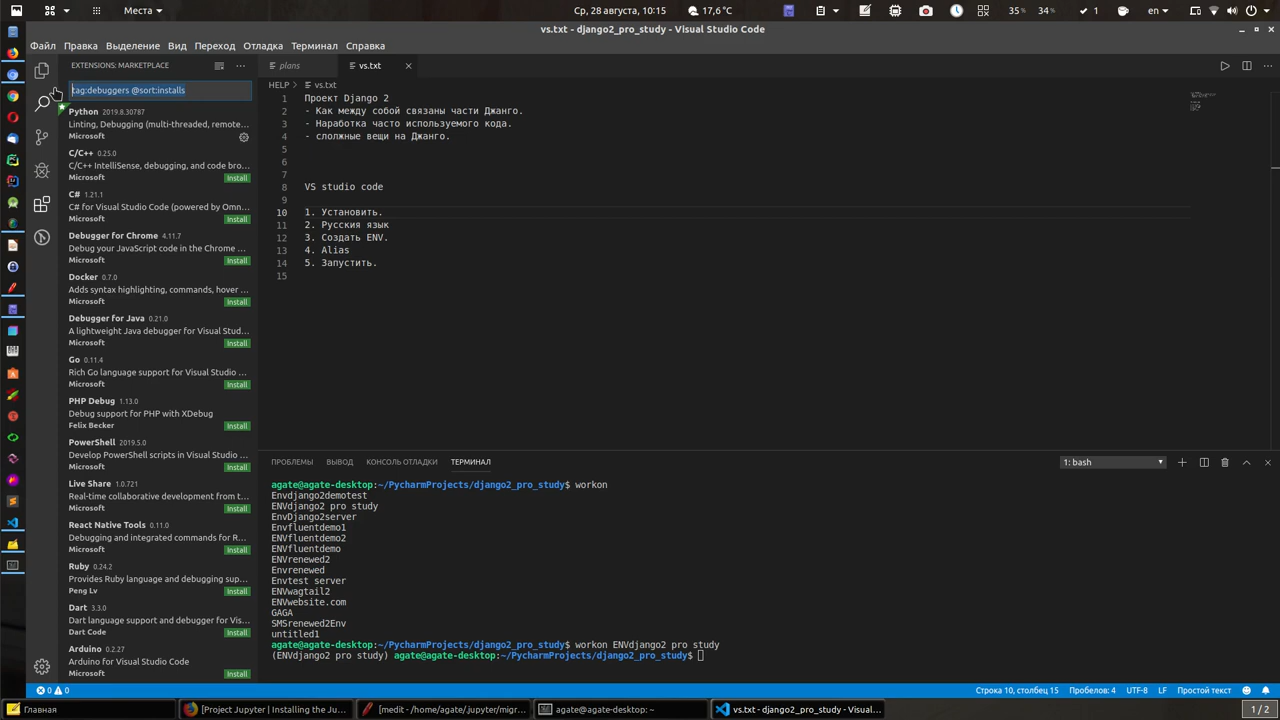 Места
Ср, 28 августа, 10:15
17,6°C
en
35%
34%
1
en
vs.txt - django2_pro_study - Visual Studio Code
Файл Правка Выделение Вид Переход Отладка Терминал Справка
EXTENSIONS: MARKETPLACE
plans
vs.txt
tag:debuggers @sort:installs
HELP > vs.txt
Python 2019.8.30787
Linting, Debugging (multi-threaded, remote...
Microsoft
C/C++ 0.25.0
C/C++ IntelliSense, debugging, and code bro...
Microsoft Install
C# 1.21.1
C# for Visual Studio Code (powered by Omn...
Microsoft Install
Debugger for Chrome 4.11.7
Debug your JavaScript code in the Chrome ...
Microsoft Install
Docker 0.7.0
Adds syntax highlighting, commands, hover ...
Microsoft Install
Debugger for Java 0.21.0
A lightweight Java debugger for Visual Stud...
Microsoft Install
Go 0.11.4
Rich Go language support for Visual Studio ...
Microsoft Install
PHP Debug 1.13.0
Debug support for PHP with XDebug
Felix Becker Install
PowerShell 2019.5.0
Develop PowerShell scripts in Visual Studio ...
Microsoft Install
Live Share 1.0.721
Real-time collaborative development from t...
Microsoft Install
React Native Tools 0.11.0
Debugging and integrated commands for R...
Microsoft Install
Ruby 0.24.2
Provides Ruby language and debugging sup...
Peng Lv Install
Dart 3.3.0
Dart language support and debugger for Vis...
Dart Code Install
Arduino 0.2.27
Arduino for Visual Studio Code
Microsoft Install
1 Проект Django 2
2 - Как между собой связаны части Джанго.
3 - Наработка часто используемого кода.
4 - слолжные вещи на Джанго.
5
6
7
8 VS studio code
9
10 1. Установить.
11 2. Русския язык
12 3. Создать ENV.
13 4. Alias
14 5. Запустить.
15
ПРОБЛЕМЫ ВЫВОД КОНСОЛЬ ОТЛАДКИ ТЕРМИНАЛ
1: bash
agate@agate-desktop:~/PycharmProjects/django2_pro_study$ workon
Envdjango2demotest
ENVdjango2 pro study
EnvDjango2server
Envfluentdemo1
ENVfluentdemo2
ENVfluentdemo
ENVrenewed2
Envrenewed
Envtest server
ENVwagtail2
ENVwebsite.com
GAGA
SMSrenewed2Env
untitled1
agate@agate-desktop:~/PycharmProjects/django2_pro_study$ workon ENVdjango2 pro study
(ENVdjango2 pro study) agate@agate-desktop:~/PycharmProjects/django2_pro_study$
0 0
Строка 10, столбец 15 Пробелов: 4 UTF-8 LF Простой текст
Главная
[Project Jupyter | Installing the Ju...
[medit - /home/agate/.jupyter/migr...
agate@agate-desktop: ~
vs.txt - django2_pro_study - Visual...
1 / 2